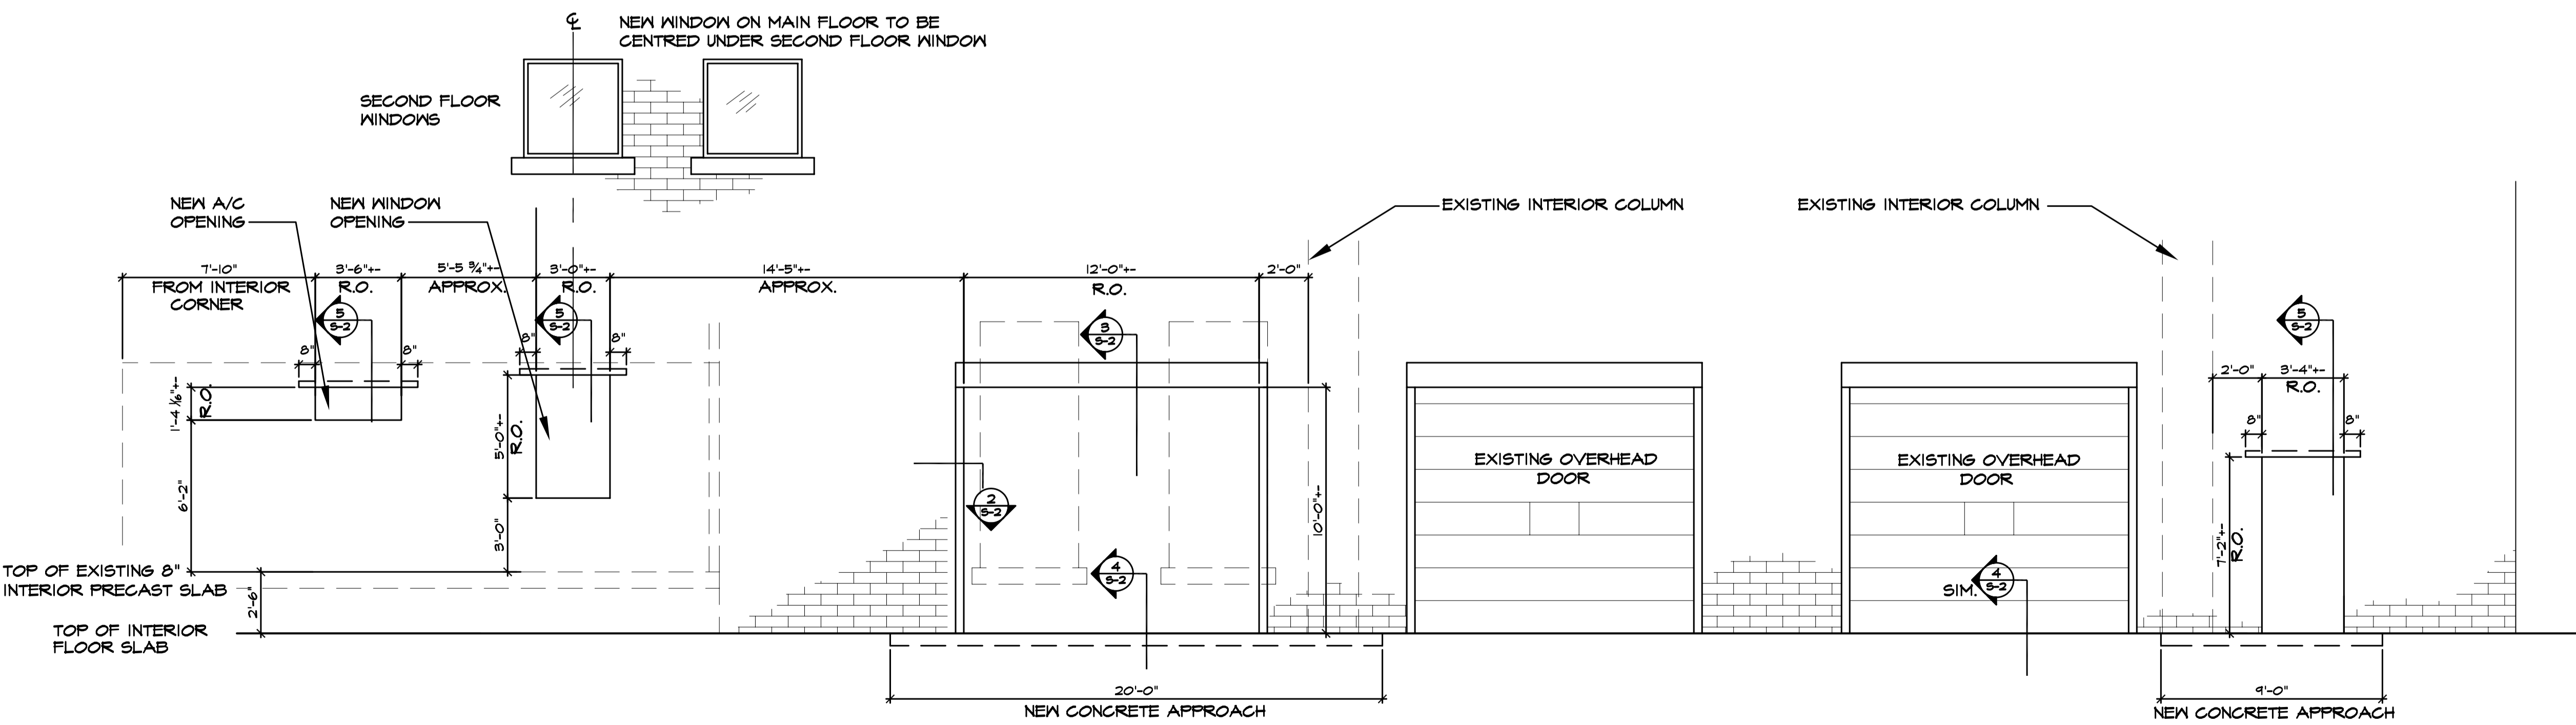 ℄
NEW WINDOW ON MAIN FLOOR TO BE
CENTRED UNDER SECOND FLOOR WINDOW
SECOND FLOOR
WINDOWS
NEW A/C
OPENING
NEW WINDOW
OPENING
EXISTING INTERIOR COLUMN
EXISTING INTERIOR COLUMN
7'-10"
FROM INTERIOR
CORNER
3'-6"+-
R.O.
5'-5 3/4"+-
APPROX.
3'-0"+-
R.O.
14'-5"+-
APPROX.
12'-0"+-
R.O.
2'-0"
5
S-2
5
S-2
3
S-2
5
S-2
8"
8"
8"
8"
2'-0"
3'-4"+-
R.O.
8"
8"
1'-4 1/16"+-
R.O.
6'-2"
5'-0"+-
R.O.
3'-0"
2
S-2
10'-0"+-
EXISTING OVERHEAD
DOOR
EXISTING OVERHEAD
DOOR
7'-2"+-
R.O.
4
S-2
SIM.
4
S-2
TOP OF EXISTING 8"
INTERIOR PRECAST SLAB
2'-6"
TOP OF INTERIOR
FLOOR SLAB
20'-0"
NEW CONCRETE APPROACH
9'-0"
NEW CONCRETE APPROACH